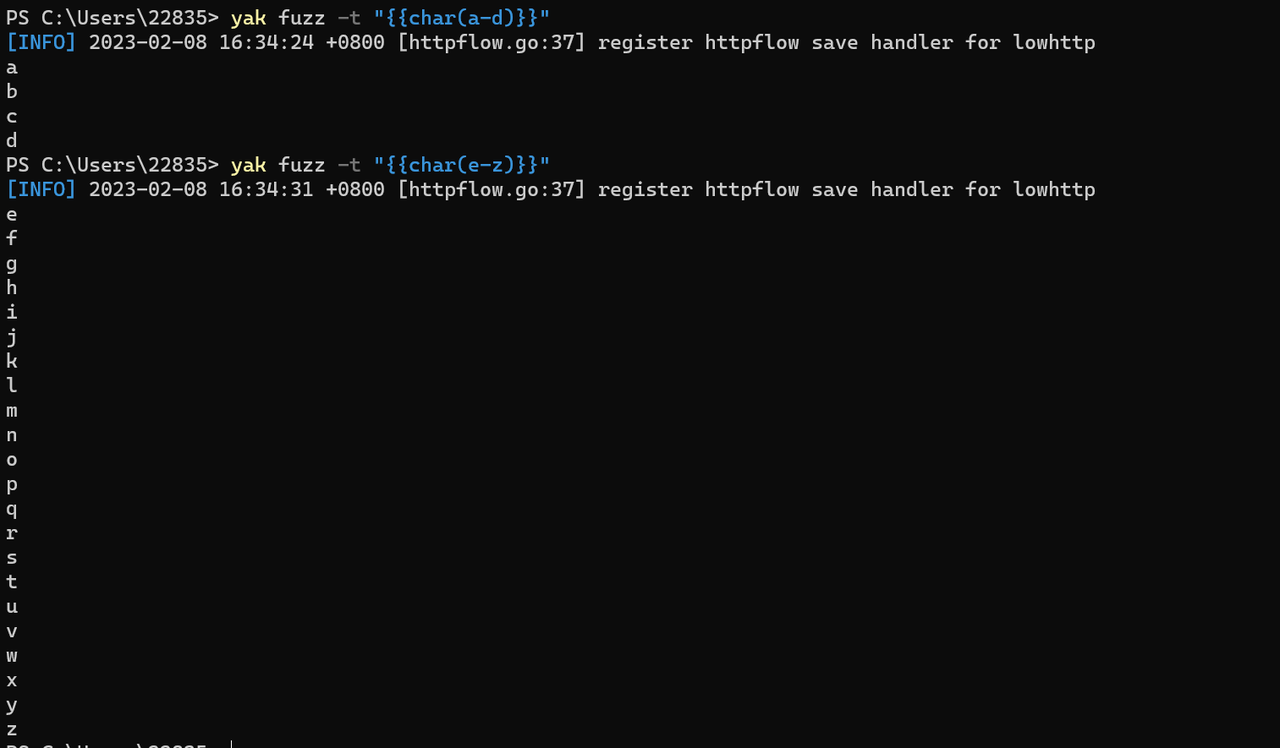 PS C:\Users\22835> yak fuzz -t "{{char(a-d)}}"
[INFO] 2023-02-08 16:34:24 +0800 [httpflow.go:37] register httpflow save handler for lowhttp
a
b
c
d
PS C:\Users\22835> yak fuzz -t "{{char(e-z)}}"
[INFO] 2023-02-08 16:34:31 +0800 [httpflow.go:37] register httpflow save handler for lowhttp
e
f
g
h
i
j
k
l
m
n
o
p
q
r
s
t
u
v
w
x
y
z